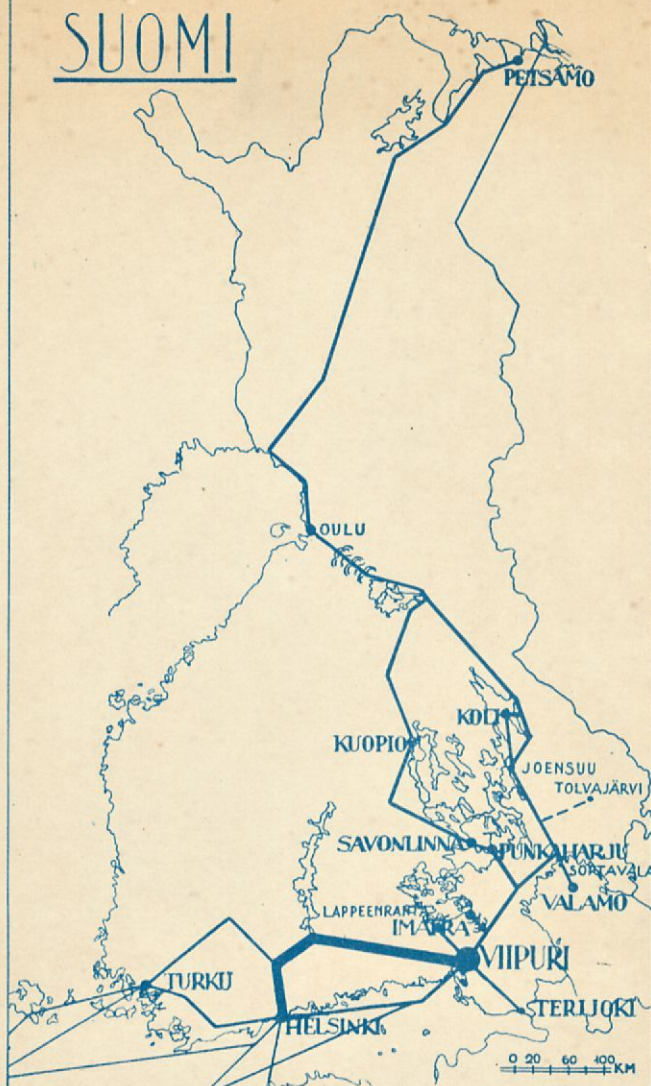 SUOMI
PETSAMO
OULU
KOLI
KUOPIO
JOENSUU
TOLVAJÄRVI
SAVONLINNA
PUNKAHARJU
SORTAVALA
VALAMO
LAPPEENRANTA
IMATRA
VIIPURI
TURKU
TERIJOKI
HELSINKI
0 20 60 100 KM